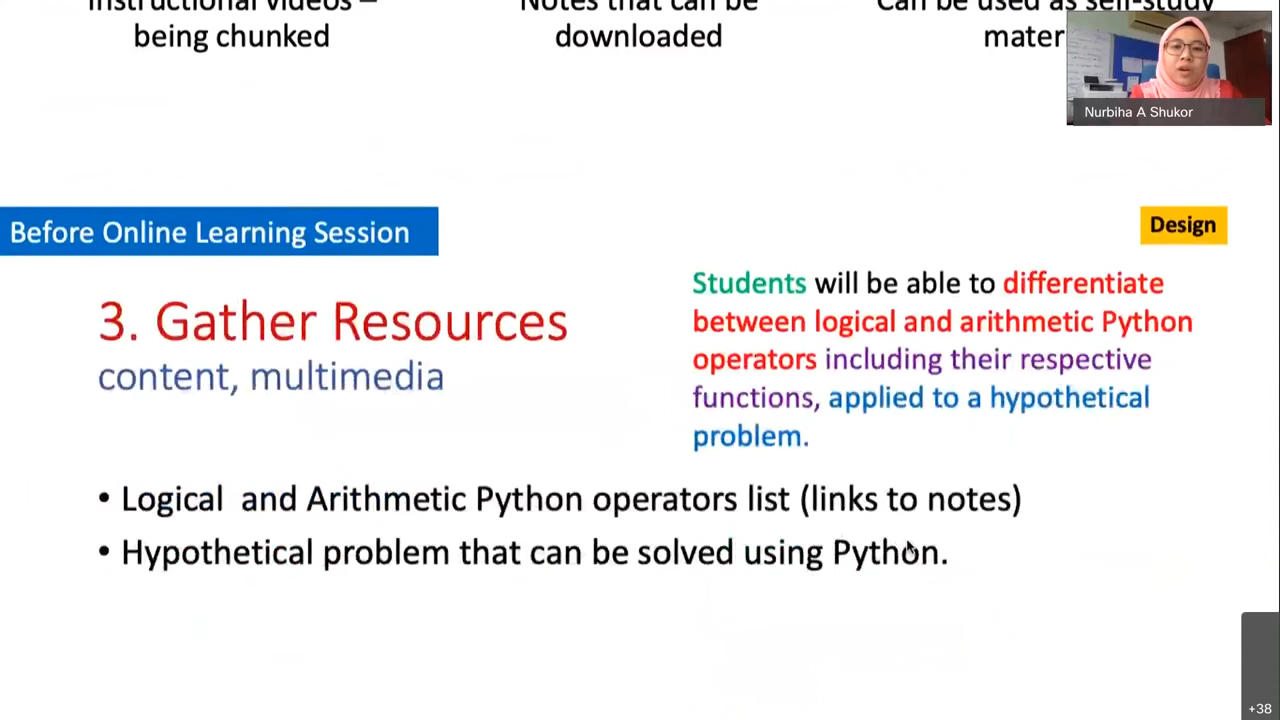 Instructional videos –
being chunked
Notes that can be
downloaded
Can be used as self-study
mater
Nurbiha A Shukor
Before Online Learning Session
Design
3. Gather Resources
content, multimedia
Students will be able to differentiate
between logical and arithmetic Python
operators including their respective
functions, applied to a hypothetical
problem.
• Logical and Arithmetic Python operators list (links to notes)
• Hypothetical problem that can be solved using Python.
+38